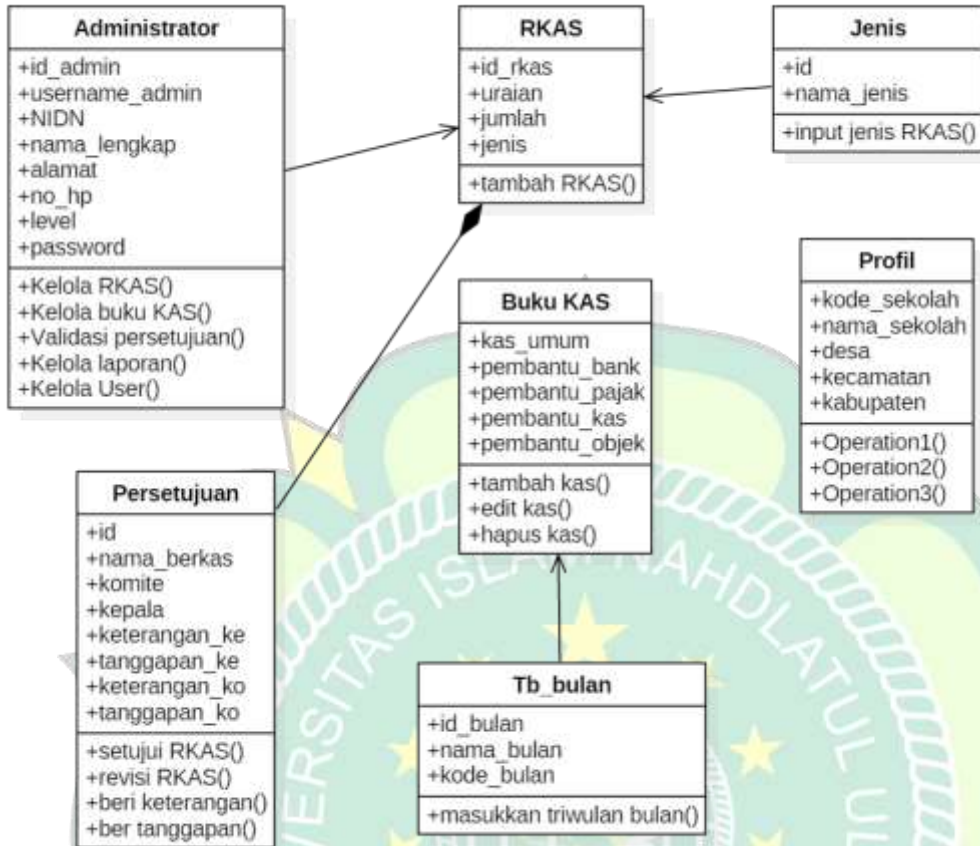 Administrator
+id_admin
+username_admin
+NIDN
+nama_lengkap
+alamat
+no_hp
+level
+password
+Kelola RKAS()
+Kelola buku KAS()
+Validasi persetujuan()
+Kelola laporan()
+Kelola User()
RKAS
+id_rkas
+uraian
+jumlah
+jenis
+tambah RKAS()
Jenis
+id
+nama_jenis
+input jenis RKAS()
Profil
+kode_sekolah
+nama_sekolah
+desa
+kecamatan
+kabupaten
+Operation1()
+Operation2()
+Operation3()
Buku KAS
+kas_umum
+pembantu_bank
+pembantu_pajak
+pembantu_kas
+pembantu_objek
+tambah kas()
+edit kas()
+hapus kas()
Persetujuan
+id
+nama_berkas
+komite
+kepala
+keterangan_ke
+tanggapan_ke
+keterangan_ko
+tanggapan_ko
+setujui RKAS()
+revisi RKAS()
+beri keterangan()
+ber tanggapan()
Tb_bulan
+id_bulan
+nama_bulan
+kode_bulan
+masukkan triwulan bulan()